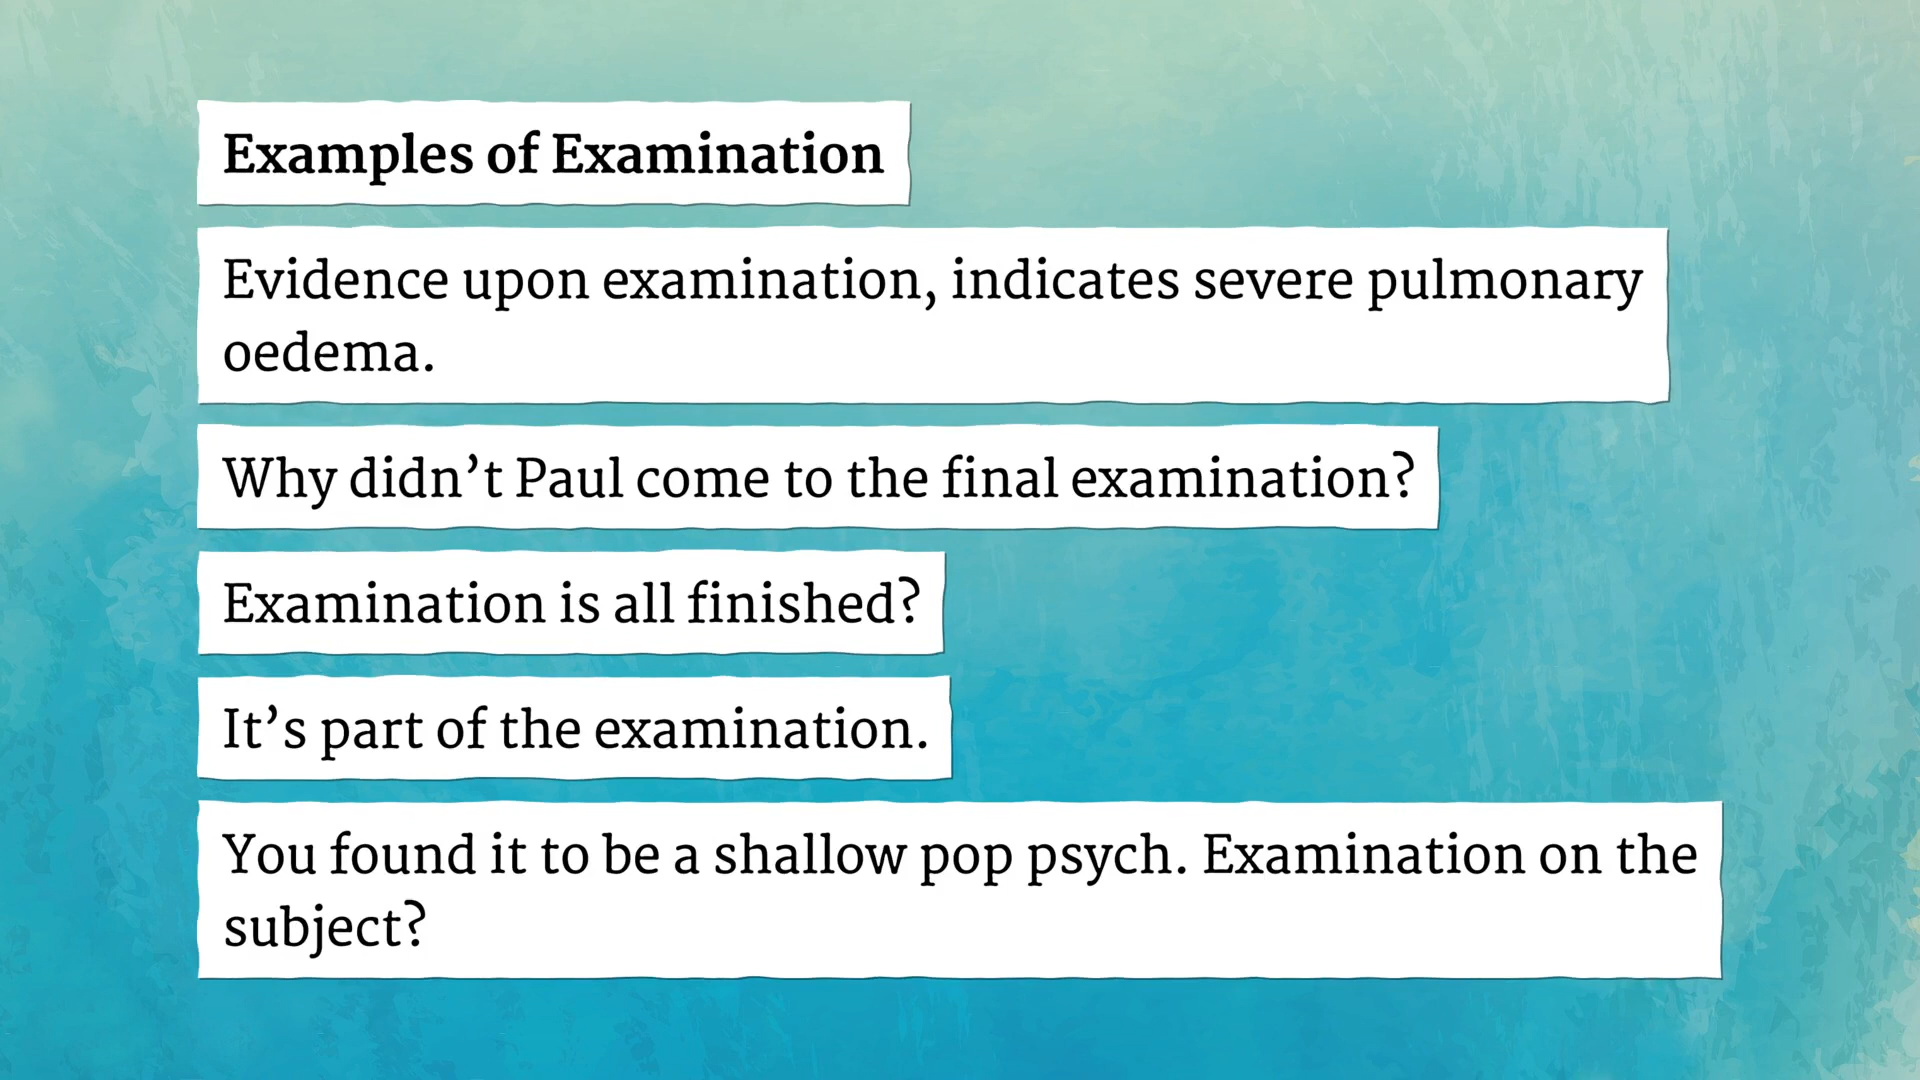 Examples of Examination
Evidence upon examination, indicates severe pulmonary
oedema.
Why didn’t Paul come to the final examination?
Examination is all finished?
It’s part of the examination.
You found it to be a shallow pop psych. Examination on the
subject?